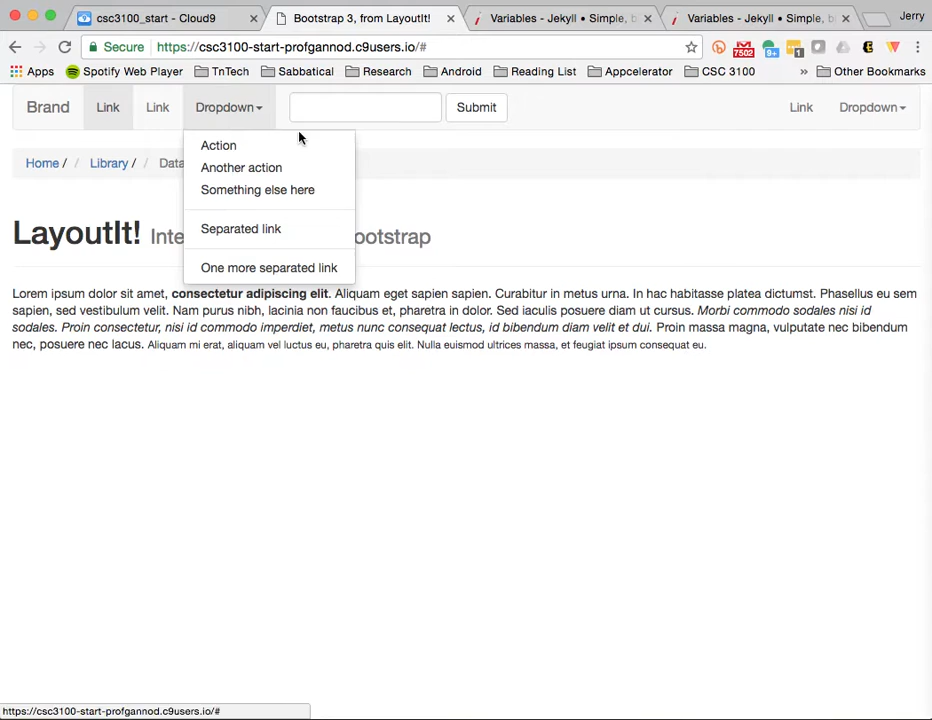 csc3100_start - Cloud9
Bootstrap 3, from LayoutIt!
Variables - Jekyll • Simple, b
Variables - Jekyll • Simple, b
Jerry
Secure
https://csc3100-start-profgannod.c9users.io/#
7502
9+
1
Apps
Spotify Web Player
TnTech
Sabbatical
Research
Android
Reading List
Appcelerator
CSC 3100
»
Other Bookmarks
Brand
Link
Link
Dropdown
Submit
Link
Dropdown
Action
Another action
Something else here
Separated link
One more separated link
Home / / Library / / Data
LayoutIt! Inte ootstrap
Lorem ipsum dolor sit amet, consectetur adipiscing elit. Aliquam eget sapien sapien. Curabitur in metus urna. In hac habitasse platea dictumst. Phasellus eu sem
sapien, sed vestibulum velit. Nam purus nibh, lacinia non faucibus et, pharetra in dolor. Sed iaculis posuere diam ut cursus. Morbi commodo sodales nisi id
sodales. Proin consectetur, nisi id commodo imperdiet, metus nunc consequat lectus, id bibendum diam velit et dui. Proin massa magna, vulputate nec bibendum
nec, posuere nec lacus. Aliquam mi erat, aliquam vel luctus eu, pharetra quis elit. Nulla euismod ultrices massa, et feugiat ipsum consequat eu.
https://csc3100-start-profgannod.c9users.io/#